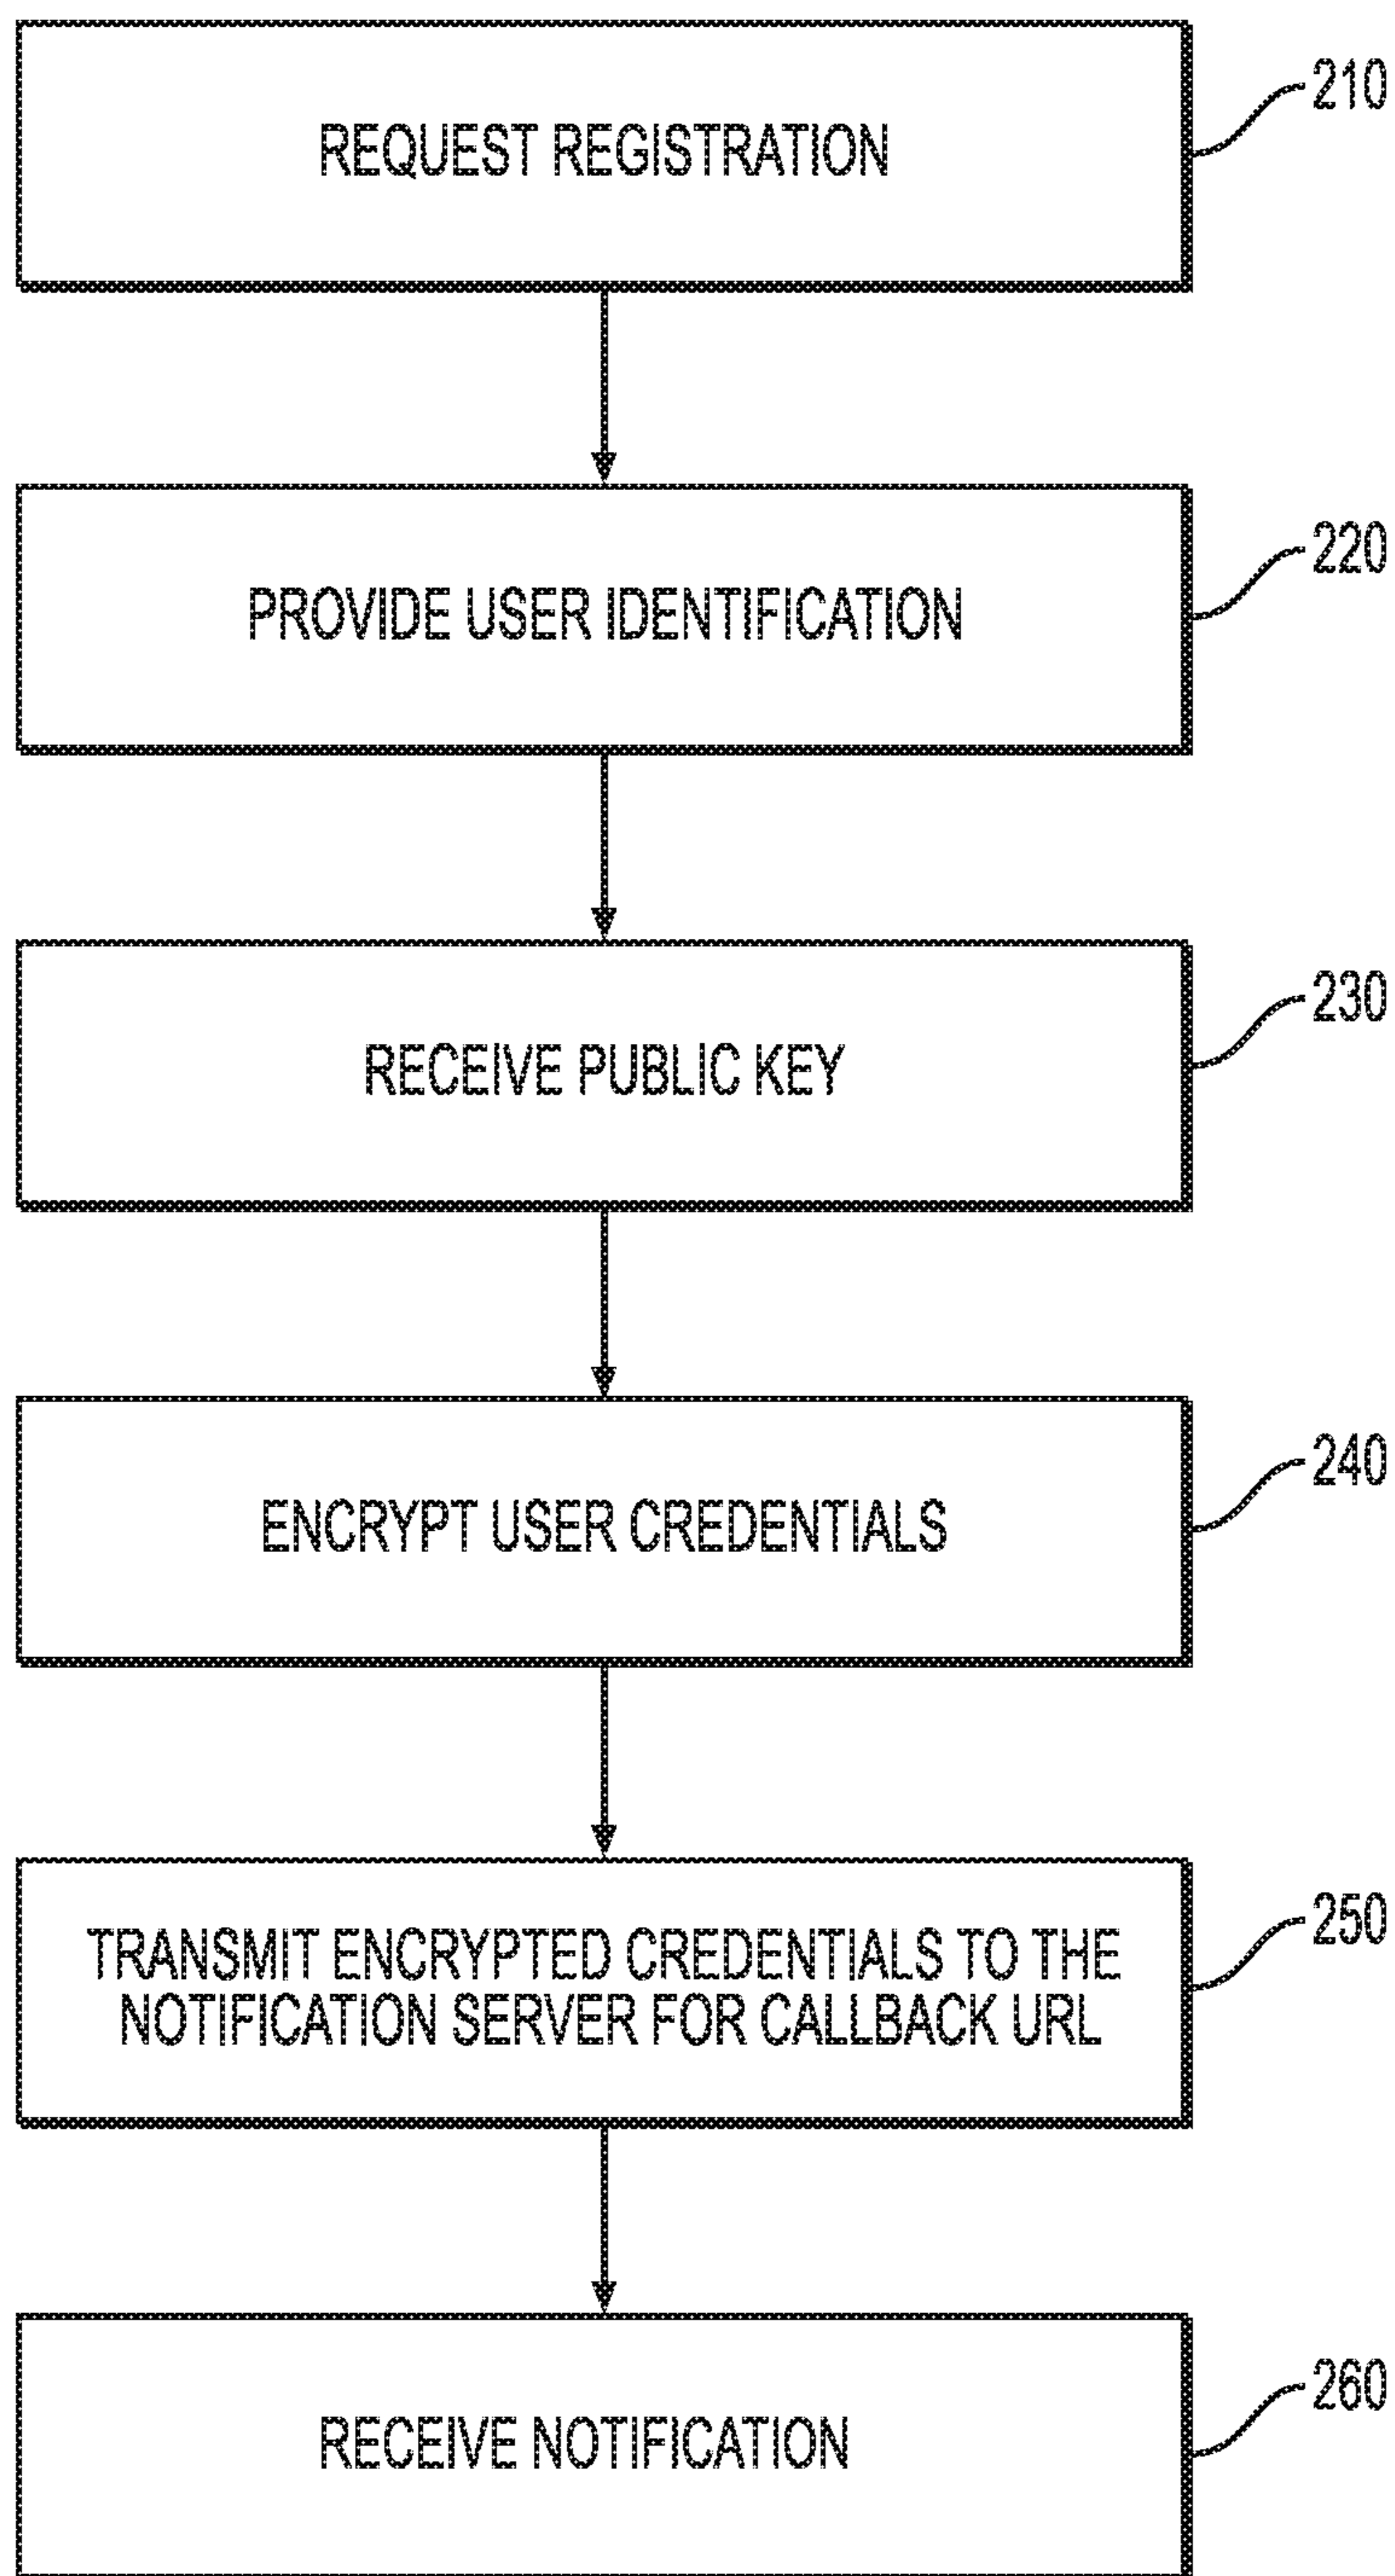 REQUEST REGISTRATION
210
PROVIDE USER IDENTIFICATION
220
RECEIVE PUBLIC KEY
230
ENCRYPT USER CREDENTIALS
240
TRANSMIT ENCRYPTED CREDENTIALS TO THE
NOTIFICATION SERVER FOR CALLBACK URL
250
RECEIVE NOTIFICATION
260